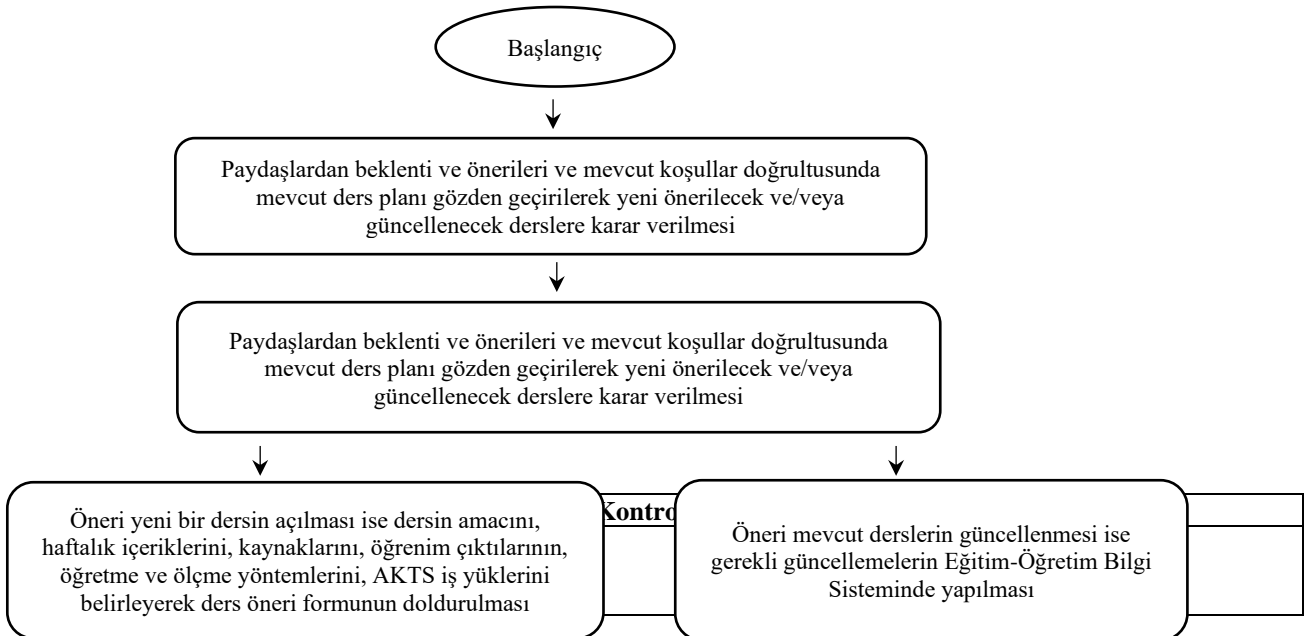 Başlangıç
Paydaşlardan beklenti ve önerileri ve mevcut koşullar doğrultusunda
mevcut ders planı gözden geçirilerek yeni önerilecek ve/veya
güncellenecek derslere karar verilmesi
Paydaşlardan beklenti ve önerileri ve mevcut koşullar doğrultusunda
mevcut ders planı gözden geçirilerek yeni önerilecek ve/veya
güncellenecek derslere karar verilmesi
Öneri yeni bir dersin açılması ise dersin amacını,
haftalık içeriklerini, kaynaklarını, öğrenim çıktılarının,
öğretme ve ölçme yöntemlerini, AKTS iş yüklerini
belirleyerek ders öneri formunun doldurulması
Öneri mevcut derslerin güncellenmesi ise
gerekli güncellemelerin Eğitim-Öğretim Bilgi
Sisteminde yapılması